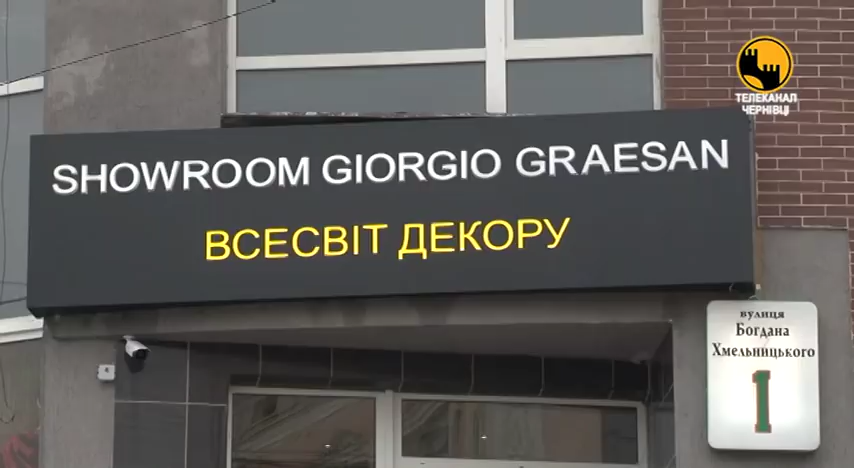 ТЕЛЕКАНАЛ
ЧЕРНІВЦІ
SHOWROOM GIORGIO GRAESAN
ВСЕСВІТ ДЕКОРУ
вулиця
Богдана
Хмельницького
1